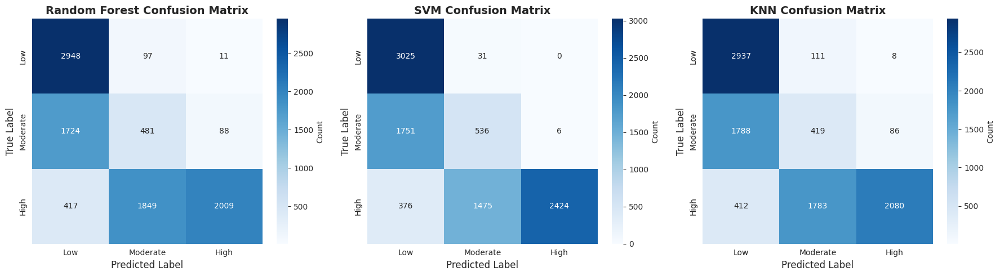 Random Forest Confusion Matrix
Low
Moderate
High
True Label
2948 97 11
1724 481 88
417 1849 2009
Low Moderate High
Predicted Label
2500
2000
1500
1000
500
Count
SVM Confusion Matrix
Low
Moderate
High
True Label
3025 31 0
1751 536 6
376 1475 2424
Low Moderate High
Predicted Label
3000
2500
2000
1500
1000
500
0
Count
KNN Confusion Matrix
Low
Moderate
High
True Label
2937 111 8
1788 419 86
412 1783 2080
Low Moderate High
Predicted Label
2500
2000
1500
1000
500
Count